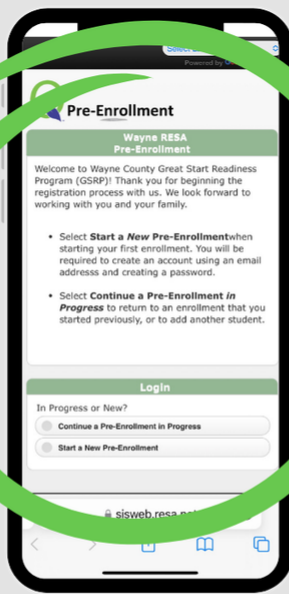 Powered by
Pre-Enrollment
Wayne RESA
Pre-Enrollment
Welcome to Wayne County Great Start Readiness
Program (GSRP)! Thank you for beginning the
registration process with us. We look forward to
working with you and your family.
• Select Start a New Pre-Enrollmentwhen
starting your first enrollment. You will be
required to create an account using an email
addresss and creating a password.
• Select Continue a Pre-Enrollment in
Progress to return to an enrollment that you
started previously, or to add another student.
Login
In Progress or New?
Continue a Pre-Enrollment in Progress
Start a New Pre-Enrollment
sisweb.resa.net